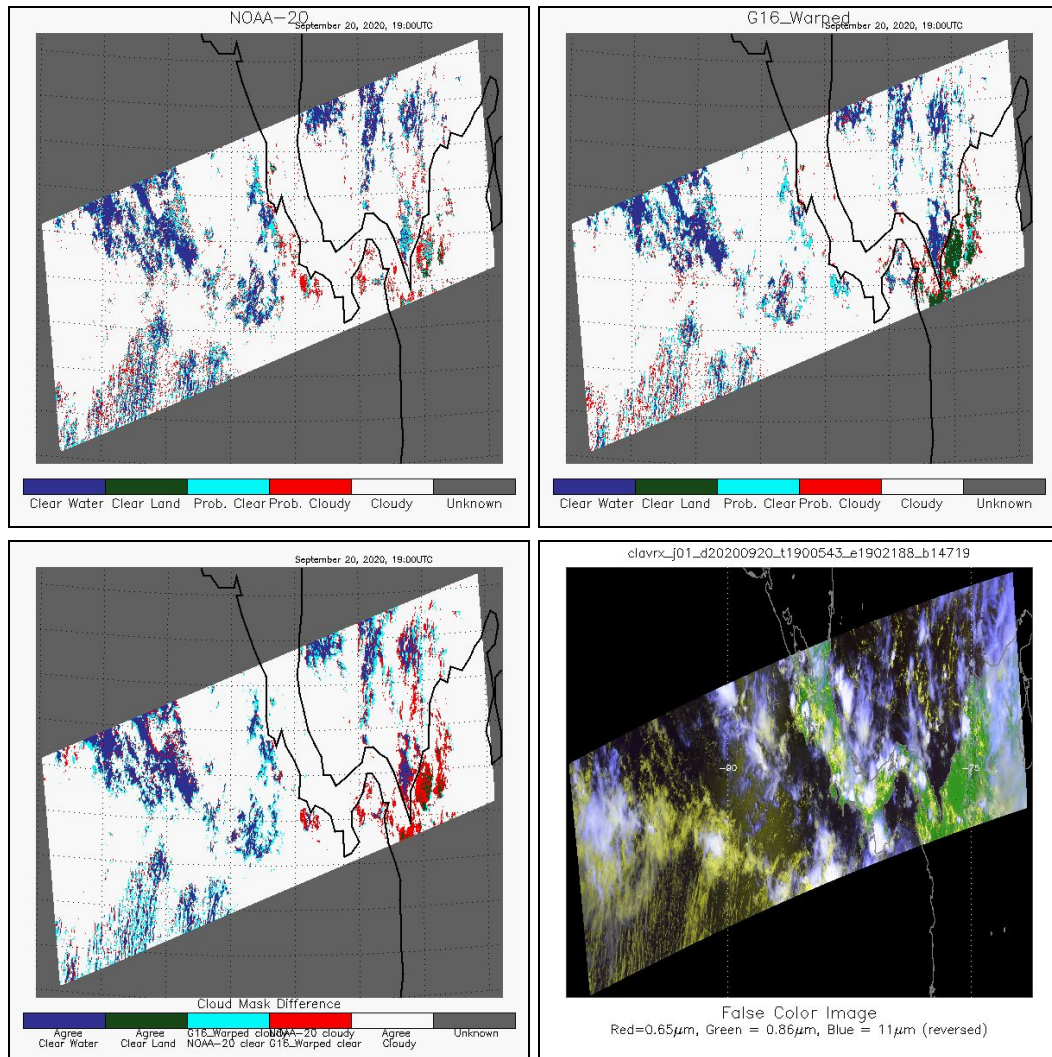 NOAA-20
September 20, 2020, 19:00UTC
Clear Water Clear Land Prob. Clear Prob. Cloudy Cloudy Unknown
G16_Warped
September 20, 2020, 19:00UTC
Clear Water Clear Land Prob. Clear Prob. Cloudy Cloudy Unknown
September 20, 2020, 19:00UTC
Cloud Mask Difference
Agree Agree G16_Warped cloudy NOAA-20 cloudy Agree Unknown
Clear Water Clear Land NOAA-20 clear G16_Warped clear Cloudy
clavrx_j01_d20200920_t1900543_e1902188_b14719
-90
-75
False Color Image
Red=0.65μm, Green = 0.86μm, Blue = 11μm (reversed)